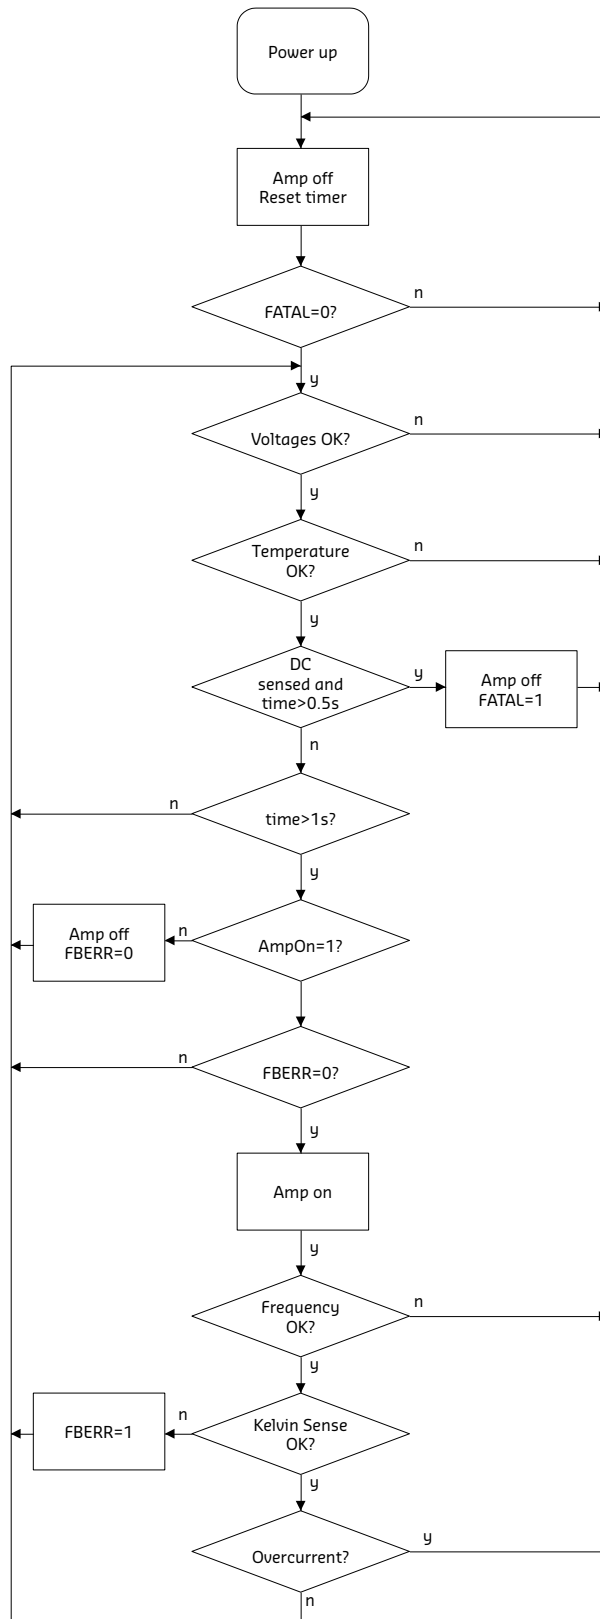 Power up
Amp off
Reset timer
FATAL=0?
n
y
Voltages OK?
n
y
Temperature
OK?
n
y
DC
sensed and
time>0.5s
y
Amp off
FATAL=1
n
time>1s?
n
y
AmpOn=1?
n
Amp off
FBERR=0
FBERR=0?
n
y
Amp on
y
Frequency
OK?
n
y
Kelvin Sense
OK?
n
FBERR=1
y
Overcurrent?
y
n